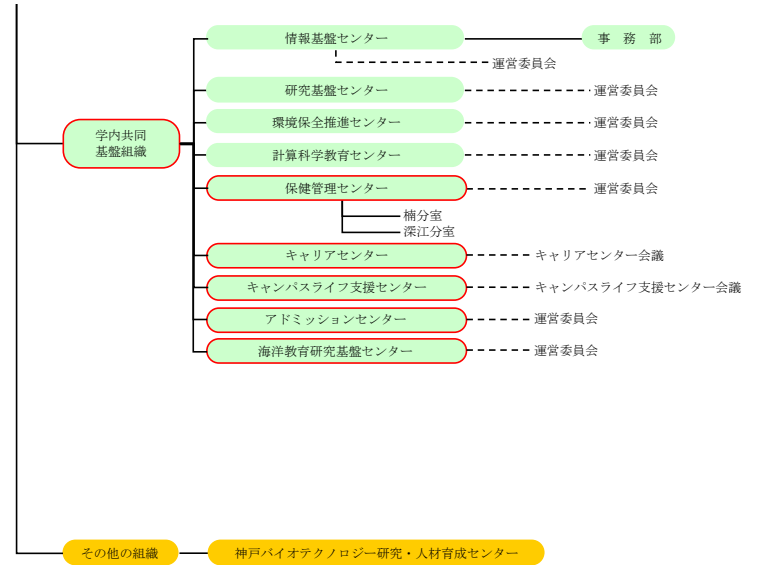 情報基盤センター
事　務　部
運営委員会
研究基盤センター
運営委員会
環境保全推進センター
運営委員会
学内共同
基盤組織
計算科学教育センター
運営委員会
保健管理センター
運営委員会
楠分室
深江分室
キャリアセンター
キャリアセンター会議
キャンパスライフ支援センター
キャンパスライフ支援センター会議
アドミッションセンター
運営委員会
海洋教育研究基盤センター
運営委員会
その他の組織
神戸バイオテクノロジー研究・人材育成センター